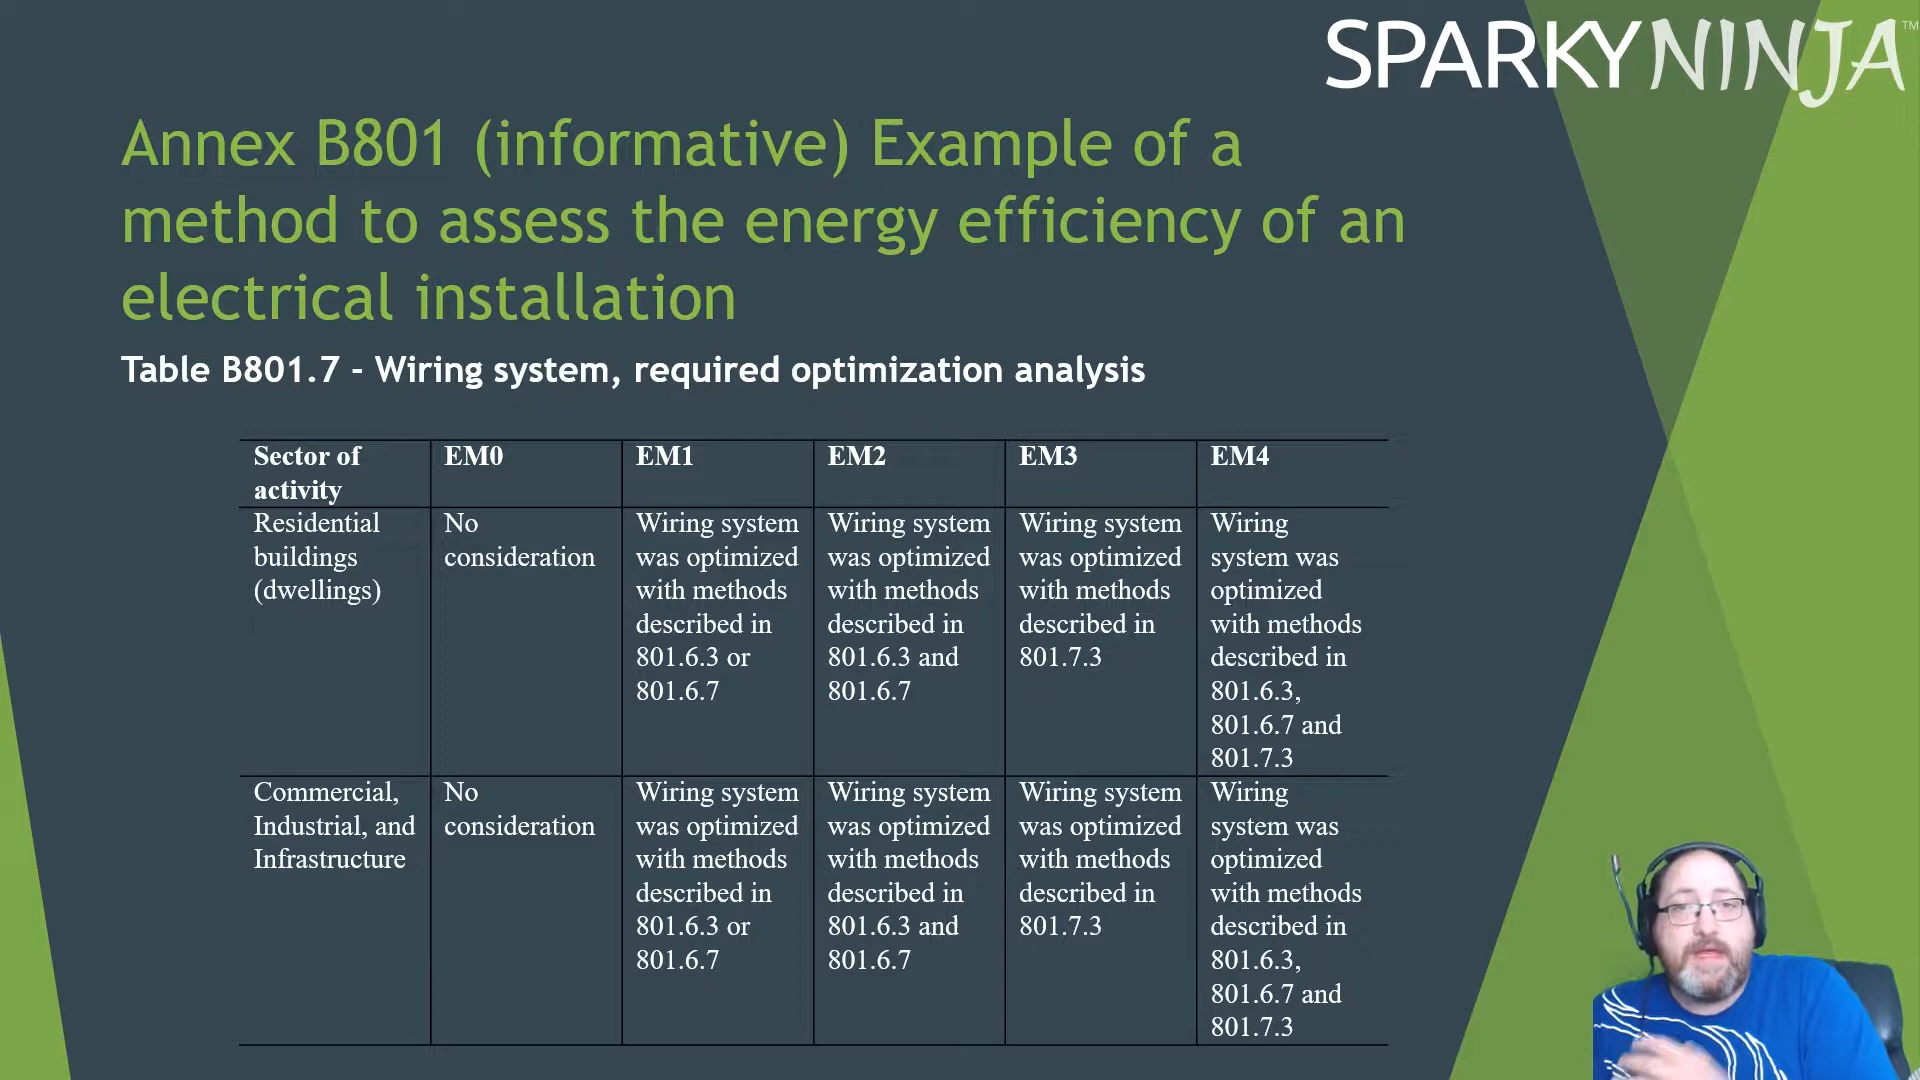 SPARKYNINJA™
Annex B801 (informative) Example of a
method to assess the energy efficiency of an
electrical installation
Table B801.7 - Wiring system, required optimization analysis
Sector of
activity
EM0
EM1
EM2
EM3
EM4
Residential
buildings
(dwellings)
No
consideration
Wiring system
was optimized
with methods
described in
801.6.3 or
801.6.7
Wiring system
was optimized
with methods
described in
801.6.3 and
801.6.7
Wiring system
was optimized
with methods
described in
801.7.3
Wiring
system was
optimized
with methods
described in
801.6.3,
801.6.7 and
801.7.3
Commercial,
Industrial, and
Infrastructure
No
consideration
Wiring system
was optimized
with methods
described in
801.6.3 or
801.6.7
Wiring system
was optimized
with methods
described in
801.6.3 and
801.6.7
Wiring system
was optimized
with methods
described in
801.7.3
Wiring
system was
optimized
with methods
described in
801.6.3,
801.6.7 and
801.7.3